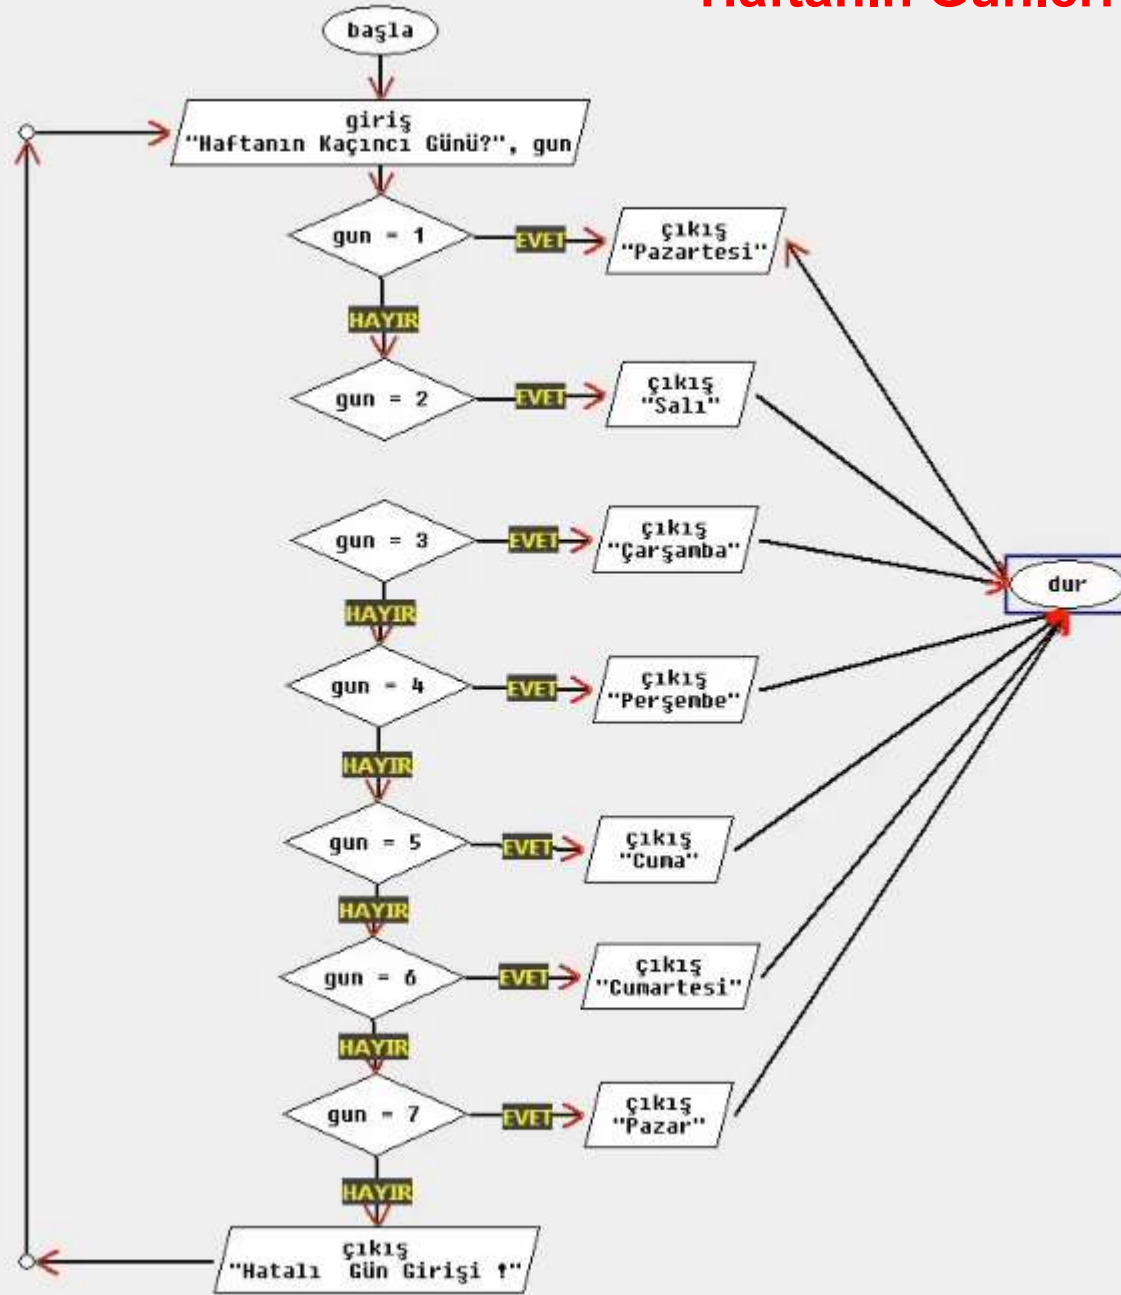 Haftanın Günleri
başla
giriş
"Haftanın Kaçıncı Günü?", gun
gun = 1
EVET
çıkış
"Pazartesi"
HAYIR
gun = 2
EVET
çıkış
"Salı"
gun = 3
EVET
çıkış
"Çarşamba"
dur
HAYIR
gun = 4
EVET
çıkış
"Perşembe"
HAYIR
gun = 5
EVET
çıkış
"Cuma"
HAYIR
gun = 6
EVET
çıkış
"Cumartesi"
HAYIR
gun = 7
EVET
çıkış
"Pazar"
HAYIR
çıkış
"Hatalı Gün Girişi !"